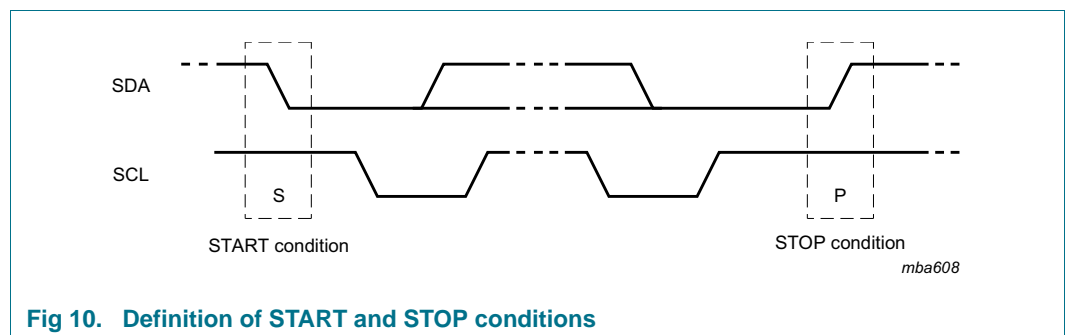 SDA
SCL
S
P
START condition
STOP condition
mba608
Fig 10. Definition of START and STOP conditions